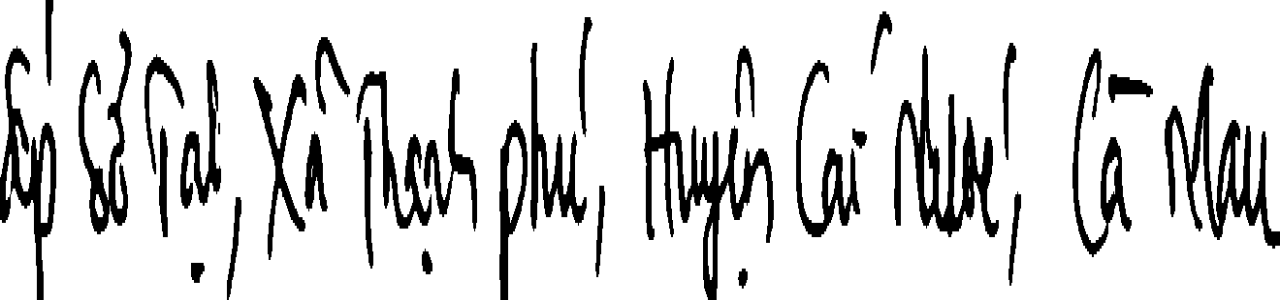 ấp Sở Tại, Xã Thạnh phú, Huyện Cái Nước, Cà Mau